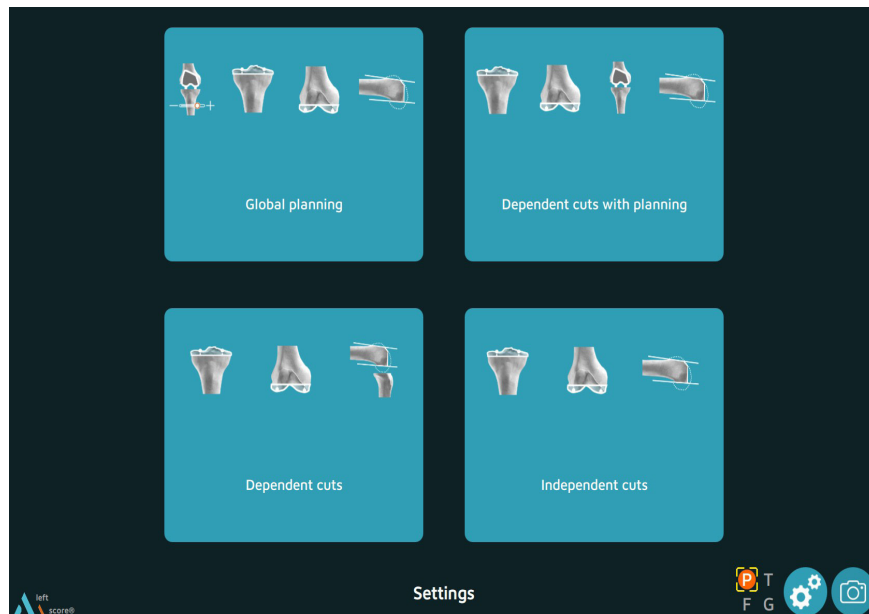 Global planning
Dependent cuts with planning
Dependent cuts
Independent cuts
left
score®
Settings
P T
F G